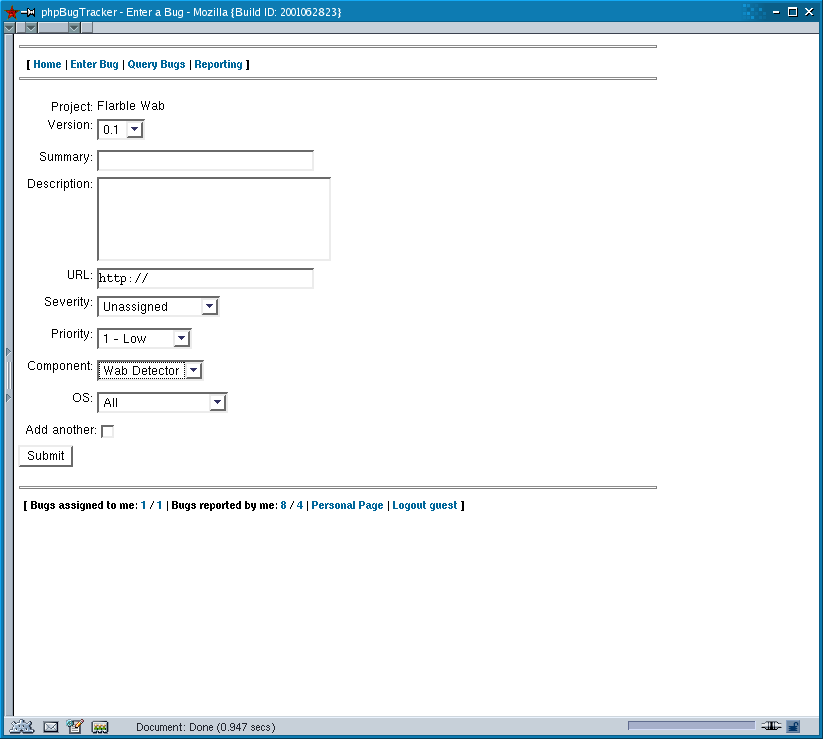 phpBugTracker - Enter a Bug - Mozilla {Build ID: 2001052823}
[ Home | Enter Bug | Query Bugs | Reporting ]
Project: Flarble Wab
Version: 0.1
Summary:
Description:
URL: http://
Severity: Unassigned
Priority: 1 - Low
Component: Wab Detector
OS: All
Add another:
Submit
[ Bugs assigned to me: 1 / 1 | Bugs reported by me: 8 / 4 | Personal Page | Logout guest ]
Document: Done (0.947 secs)